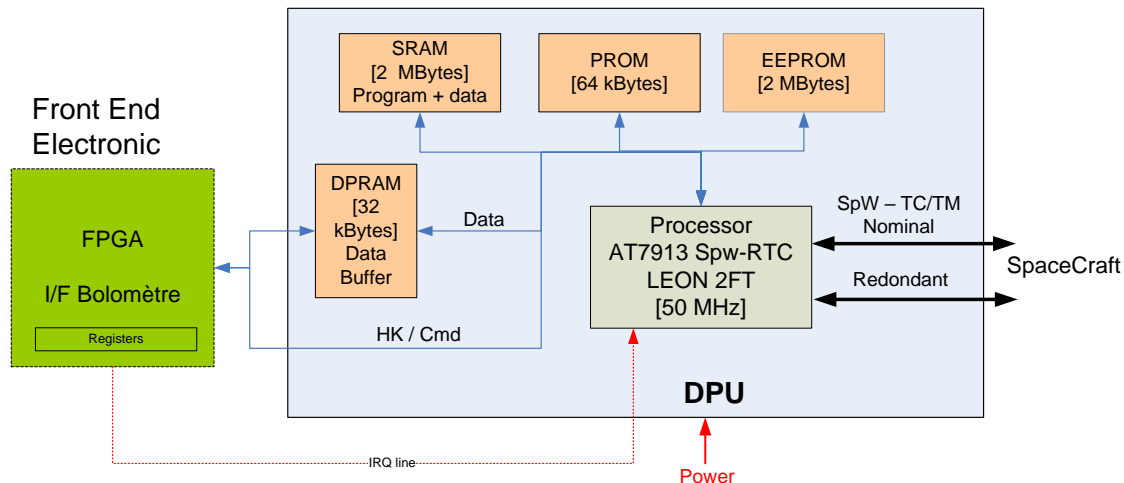 SRAM
[2 MBytes]
Program + data
PROM
[64 kBytes]
EEPROM
[2 MBytes]
Front End
Electronic
FPGA
I/F Bolomètre
Registers
DPRAM
[32
kBytes]
Data
Buffer
Data
HK / Cmd
Processor
AT7913 Spw-RTC
LEON 2FT
[50 MHz]
SpW – TC/TM
Nominal
Redondant
SpaceCraft
DPU
IRQ line
Power